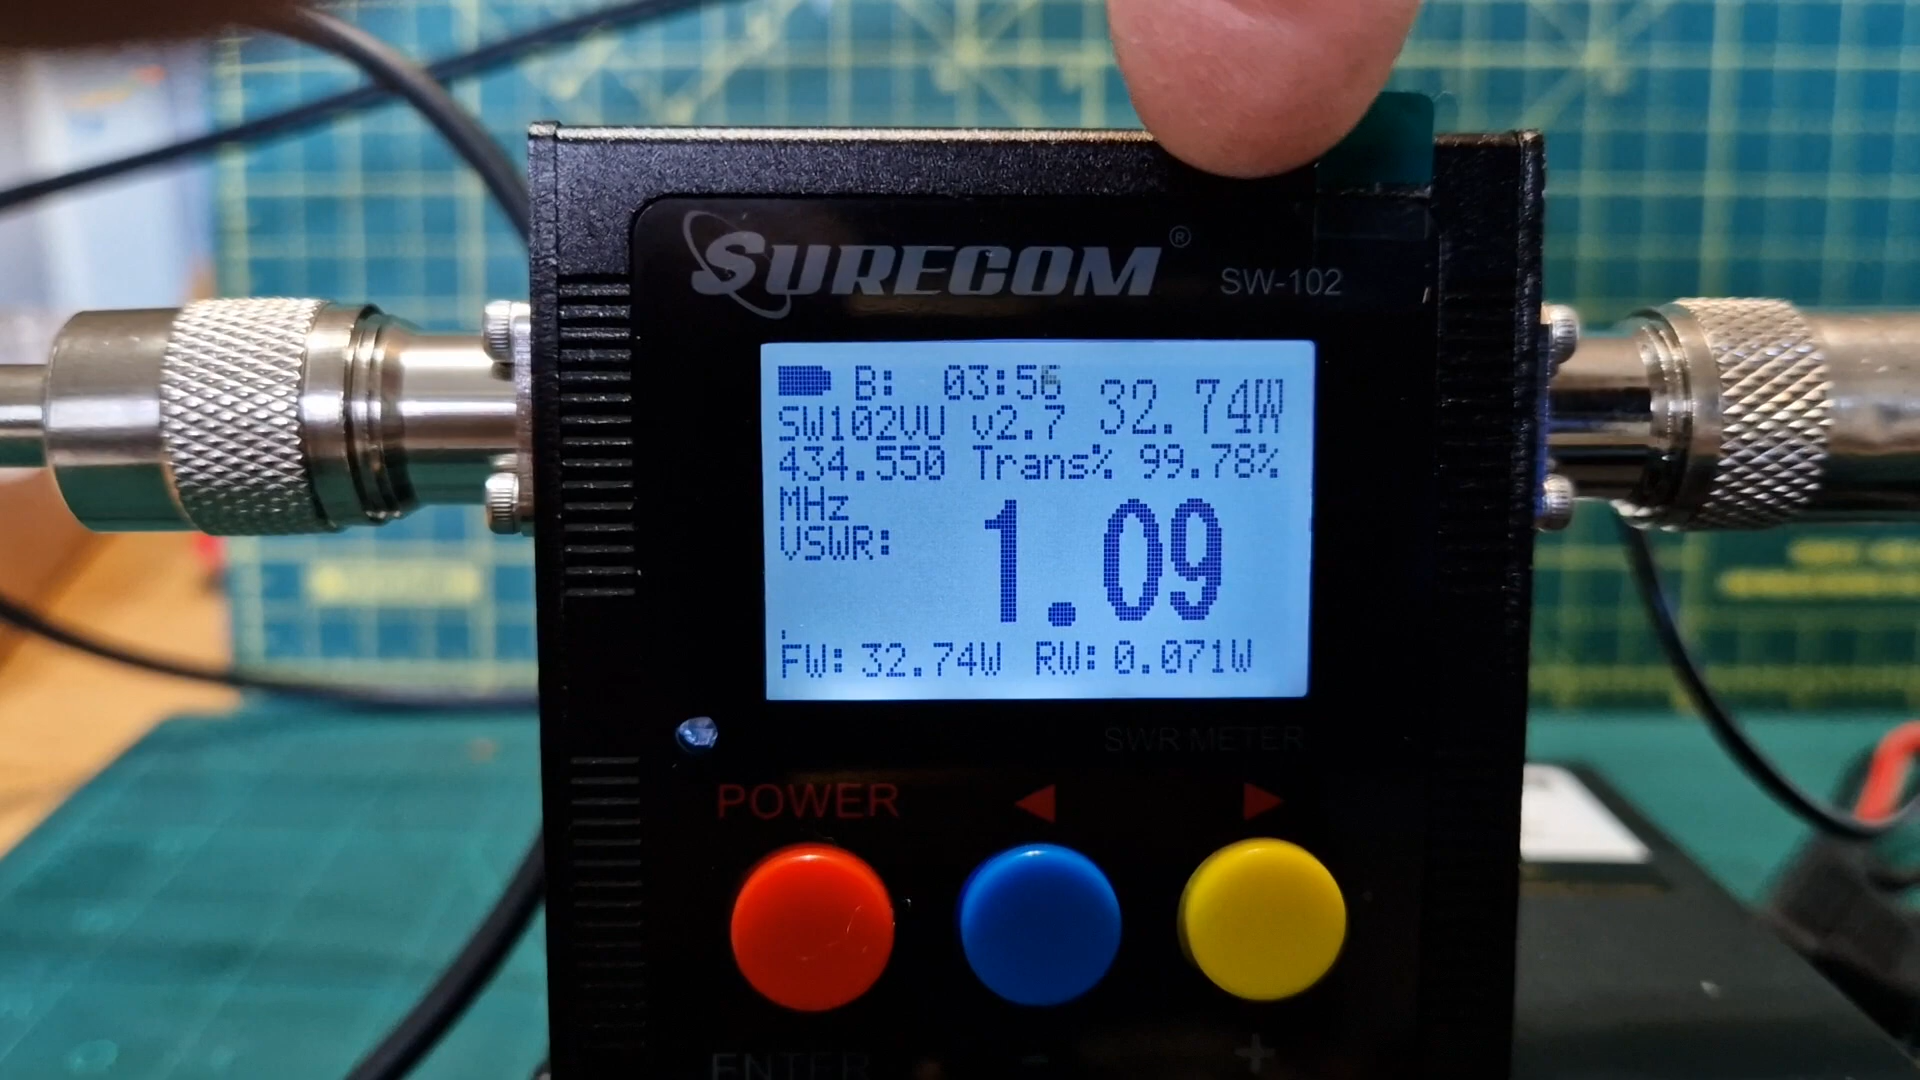 SURECOM® SW-102
B: 03:56 32.74W
SW102VU v2.7
434.550 Trans% 99.78%
MHz
VSWR: 1.09
FW: 32.74W RW: 0.071W
SWR METER
POWER ◀ ▶
ENTER - +